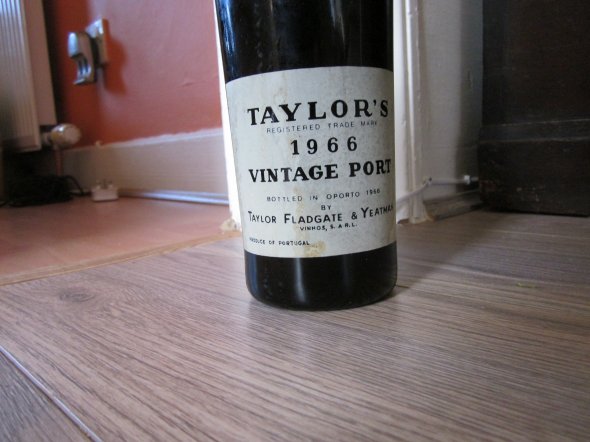 TAYLOR'S
REGISTERED TRADE MARK
1966
VINTAGE PORT
BOTTLED IN OPORTO 1968
BY
TAYLOR FLADGATE & YEATMAN
VINHOS, S.A.R.L.
PRODUCE OF PORTUGAL